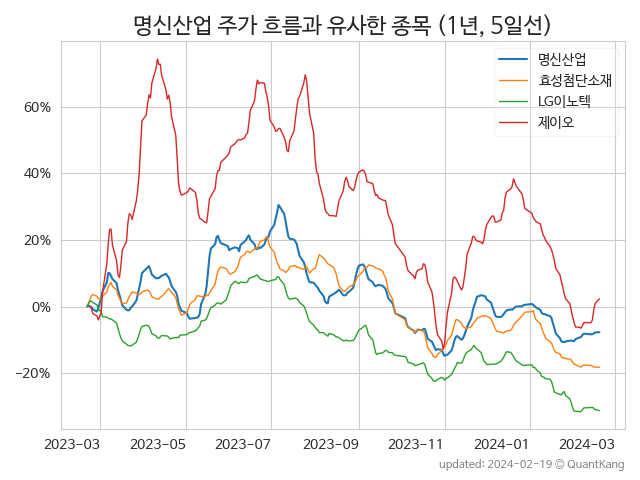 명신산업 주가 흐름과 유사한 종목 (1년, 5일선)
명신산업
효성첨단소재
LG이노텍
제이오
60%
40%
20%
0%
−20%
2023-03 2023-05 2023-07 2023-09 2023-11 2024-01 2024-03
updated: 2024-02-19 © QuantKang